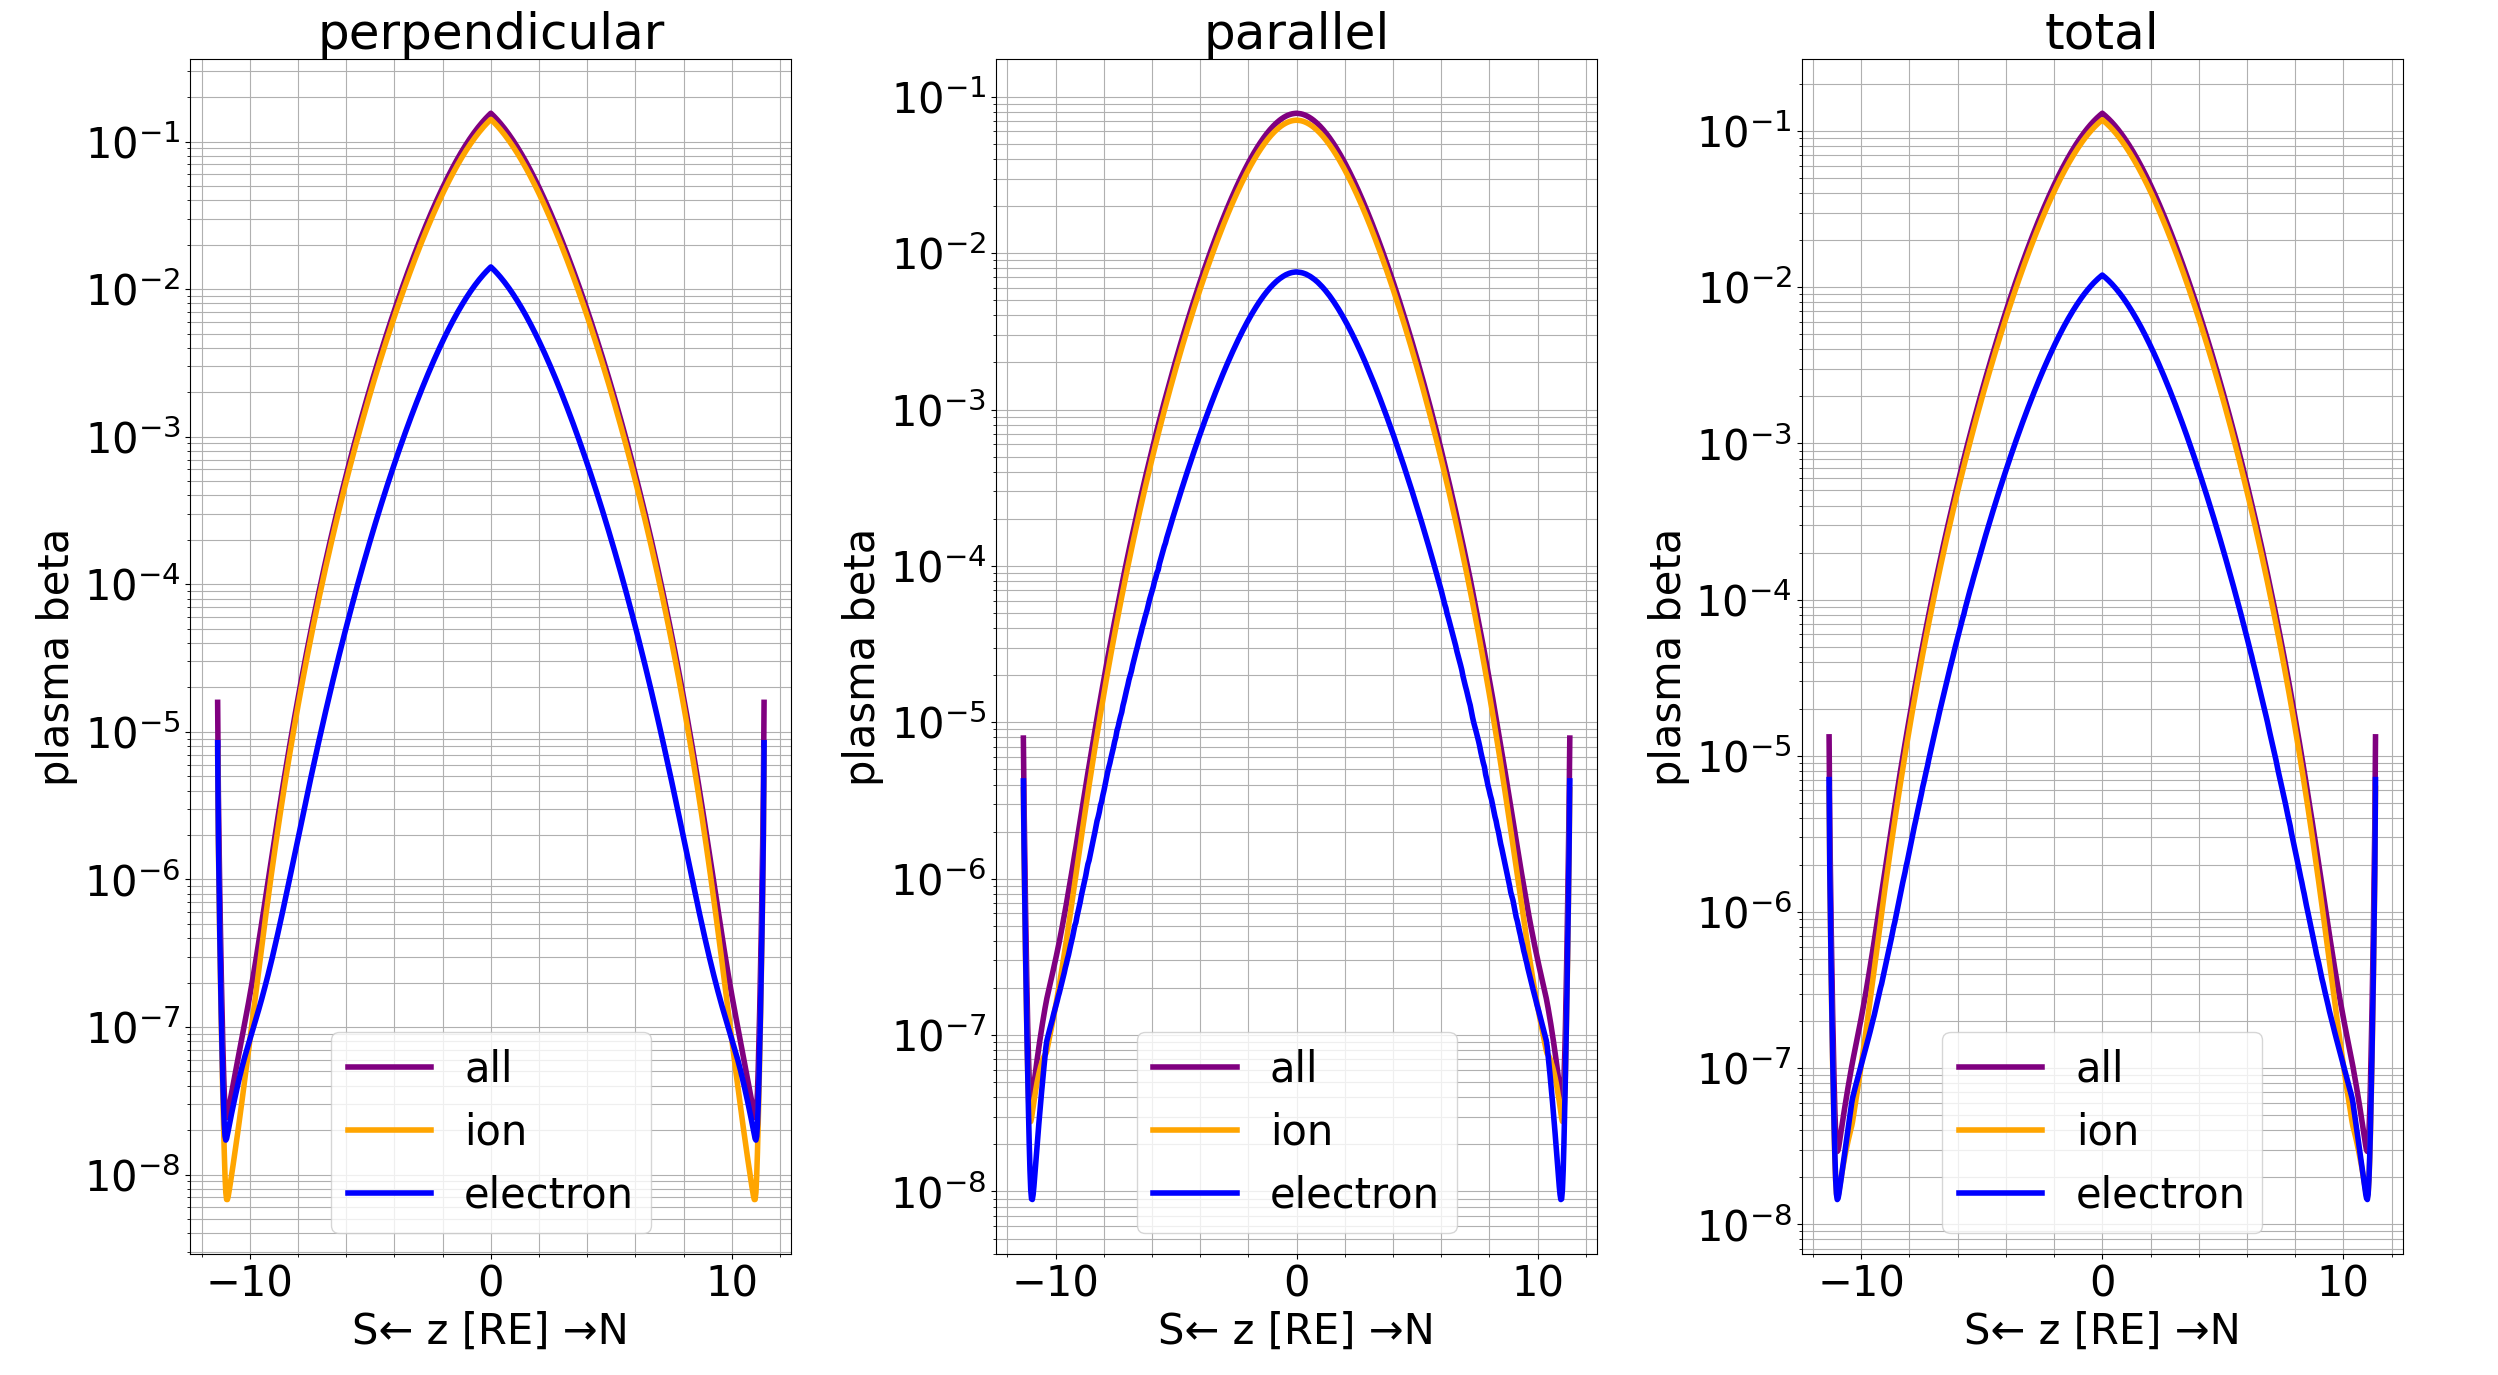 perpendicular
plasma beta
10⁻¹
10⁻²
10⁻³
10⁻⁴
10⁻⁵
10⁻⁶
10⁻⁷
10⁻⁸
all
ion
electron
−10 0 10
S← z [RE] →N
parallel
plasma beta
10⁻¹
10⁻²
10⁻³
10⁻⁴
10⁻⁵
10⁻⁶
10⁻⁷
10⁻⁸
all
ion
electron
−10 0 10
S← z [RE] →N
total
plasma beta
10⁻¹
10⁻²
10⁻³
10⁻⁴
10⁻⁵
10⁻⁶
10⁻⁷
10⁻⁸
all
ion
electron
−10 0 10
S← z [RE] →N